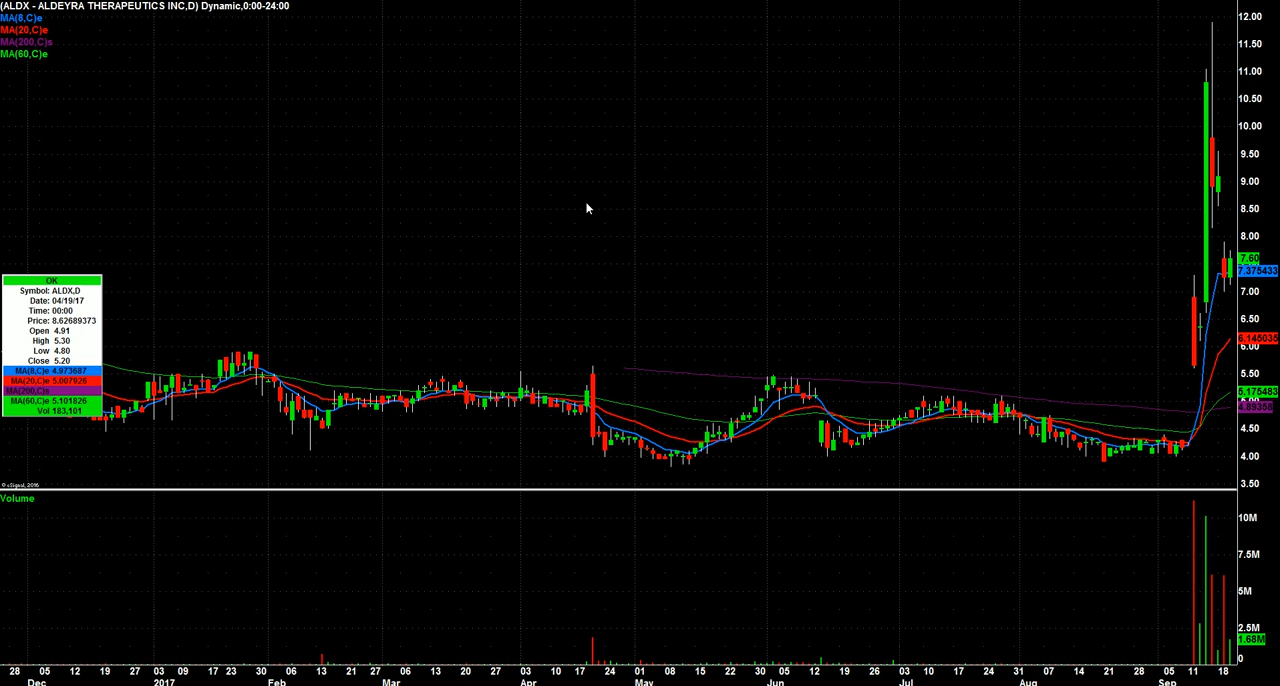 (ALDX - ALDEYRA THERAPEUTICS INC,D) Dynamic,0:00-24:00
MA(8,C)e
MA(20,C)e
MA(200,C)s
MA(60,C)e
12.00
11.50
11.00
10.50
10.00
9.50
9.00
8.50
8.00
7.60
7.375433
7.00
6.50
6.145035
6.00
5.50
5.175483
5.00
4.50
4.00
3.50
OK
Symbol: ALDX,D
Date: 04/19/17
Time: 00:00
Price: 8.62689373
Open 4.91
High 5.30
Low 4.80
Close 5.20
MA(8,C)e 4.973687
MA(20,C)e 5.007928
MA(200,C)s
MA(60,C)e 5.101826
Vol 183,101
© eSignal, 2016
Volume
10M
7.5M
5M
2.5M
1.68M
0
28 05 12 19 27 03 09 17 23 30 06 13 21 27 06 13 20 27 03 10 17 24 01 08 15 22 30 05 12 19 26 03 10 17 24 31 07 14 21 28 05 11 18
Dec 2017 Feb Mar Apr May Jun Jul Aug Sep